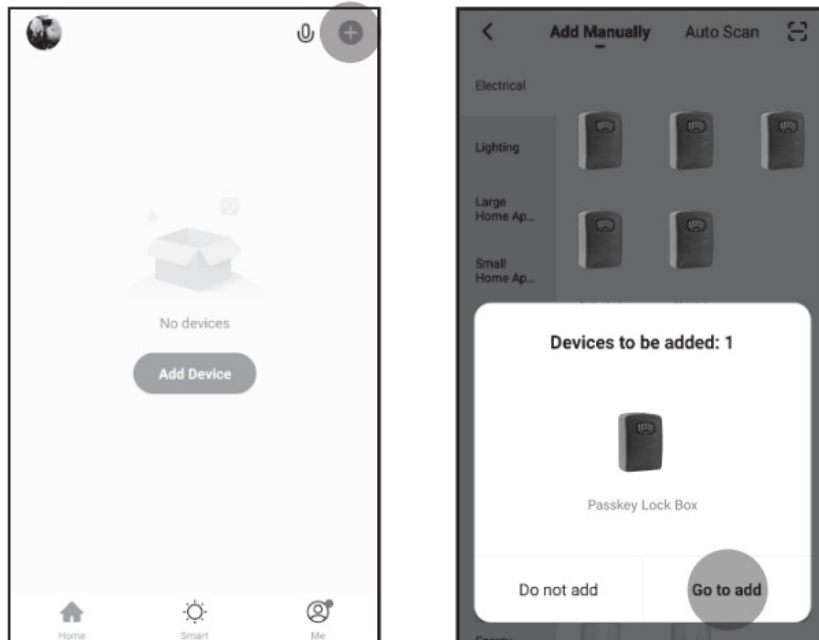 No devices
Add Device
Home
Smart
Me
Add Manually
Auto Scan
Electrical
Lighting
Large
Home Ap...
Small
Home Ap...
Devices to be added: 1
Passkey Lock Box
Do not add
Go to add